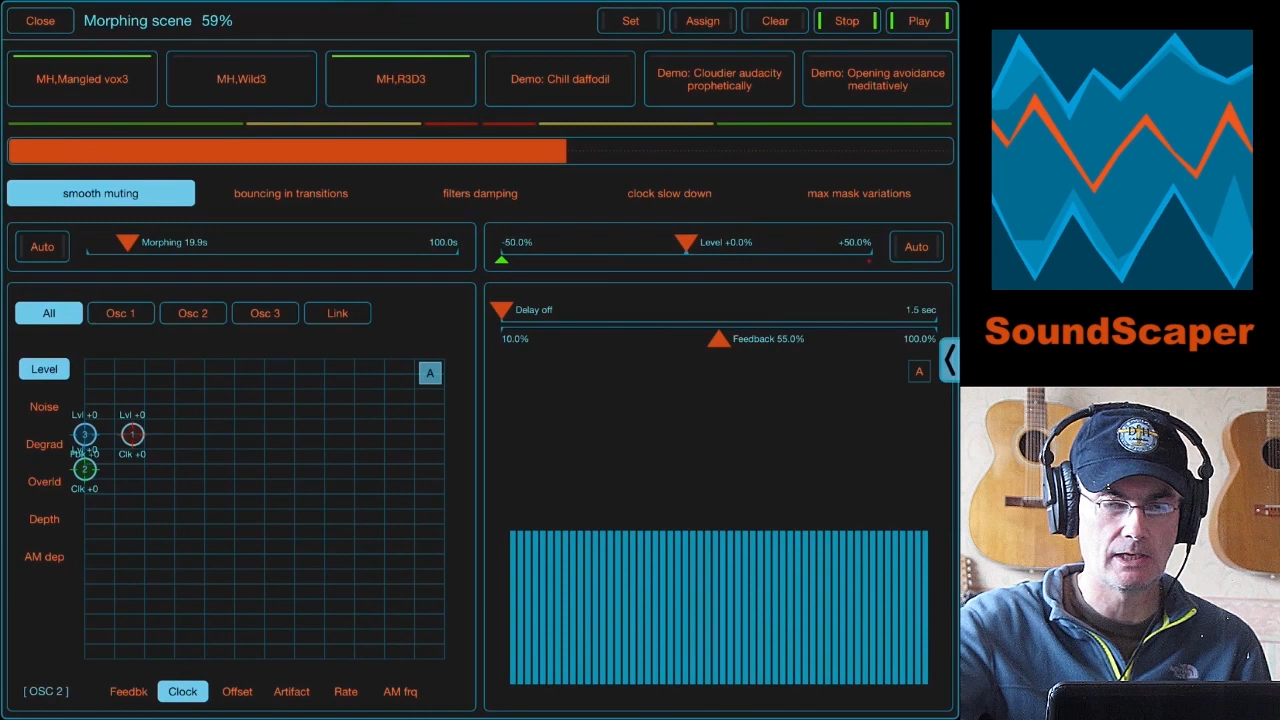 Close
Morphing scene 59%
Set
Assign
Clear
Stop
Play
MH,Mangled vox3
MH,Wild3
MH,R3D3
Demo: Chill daffodil
Demo: Cloudier audacity
prophetically
Demo: Opening avoidance
meditatively
smooth muting
bouncing in transitions
filters damping
clock slow down
max mask variations
Auto
Morphing 19.9s
100.0s
-50.0%
Level +0.0%
+50.0%
Auto
All
Osc 1
Osc 2
Osc 3
Link
Delay off
1.5 sec
10.0%
Feedback 55.0%
100.0%
Level
A
A
Noise
Lvl +0
Lvl +0
3
1
Degrad
Clk +0
2
Overld
Clk +0
Depth
AM dep
[ OSC 2 ]
Feedbk
Clock
Offset
Artifact
Rate
AM frq
SoundScaper